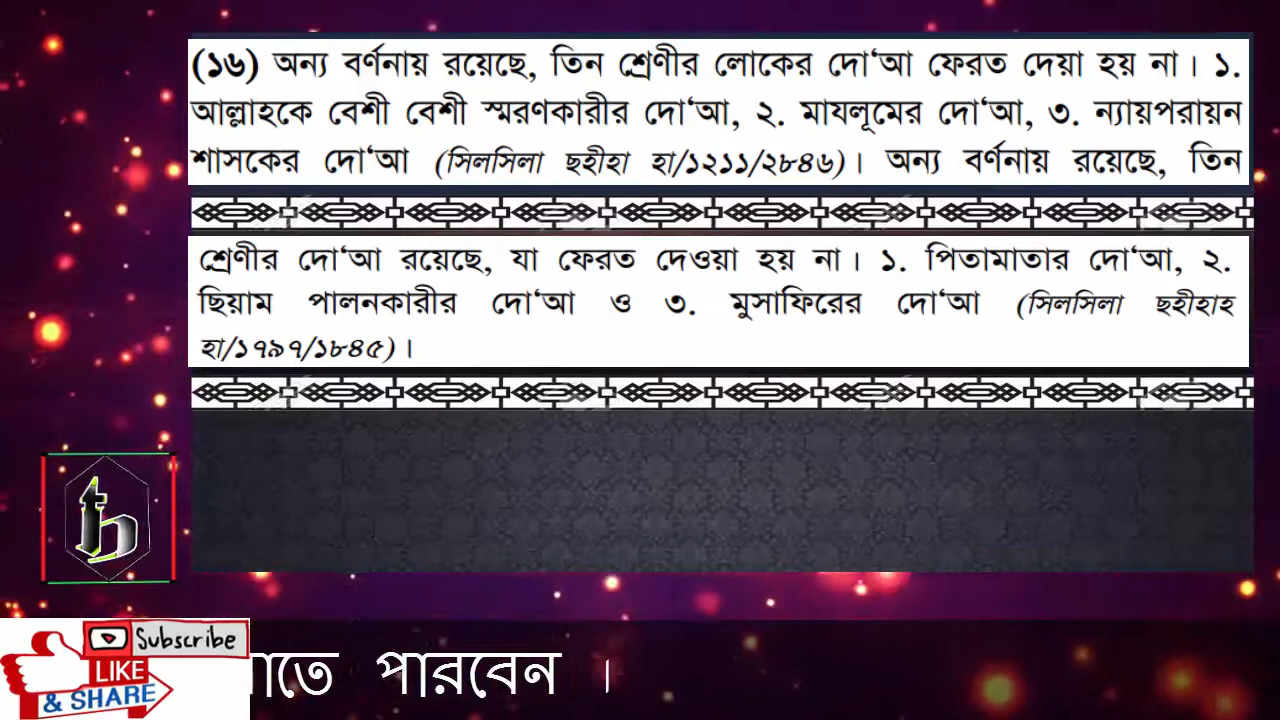 (১৬) অন্য বর্ণনায় রয়েছে, তিন শ্রেণীর লোকের দো‘আ ফেরত দেয়া হয় না। ১.
আল্লাহকে বেশী বেশী স্মরণকারীর দো‘আ, ২. মাযলূমের দো‘আ, ৩. ন্যায়পরায়ন
শাসকের দো‘আ (সিলসিলা ছহীহা হা/১২১১/২৮৪৬)। অন্য বর্ণনায় রয়েছে, তিন
শ্রেণীর দো‘আ রয়েছে, যা ফেরত দেওয়া হয় না। ১. পিতামাতার দো‘আ, ২.
ছিয়াম পালনকারীর দো‘আ ও ৩. মুসাফিরের দো‘আ (সিলসিলা ছহীহাহ
হা/১৭৯৭/১৮৪৫)।
Subscribe
LIKE
& SHARE
পারবেন ।